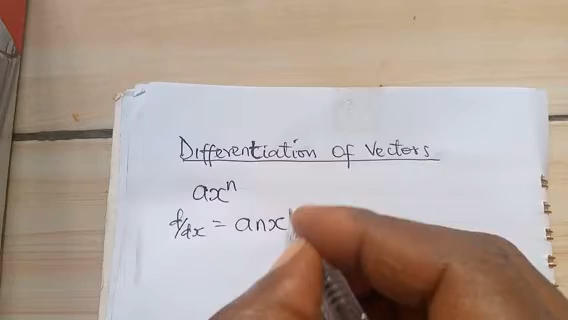 Differentiation of vectors
axⁿ
d/dx = anx